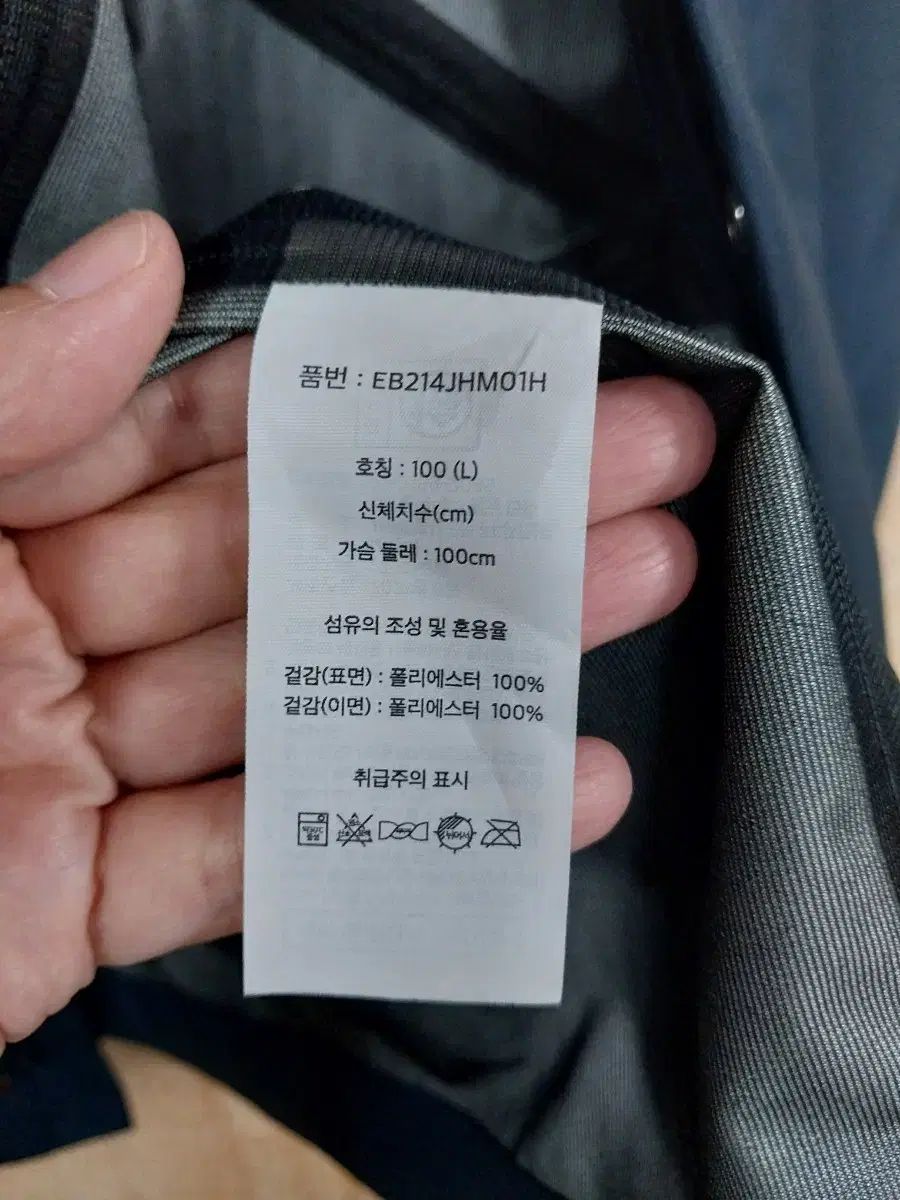 품번 : EB214JHM01H
호칭 : 100 (L)
신체치수(cm)
가슴 둘레 : 100cm
섬유의 조성 및 혼용율
겉감(표면) : 폴리에스터 100%
겉감(이면) : 폴리에스터 100%
취급주의 표시